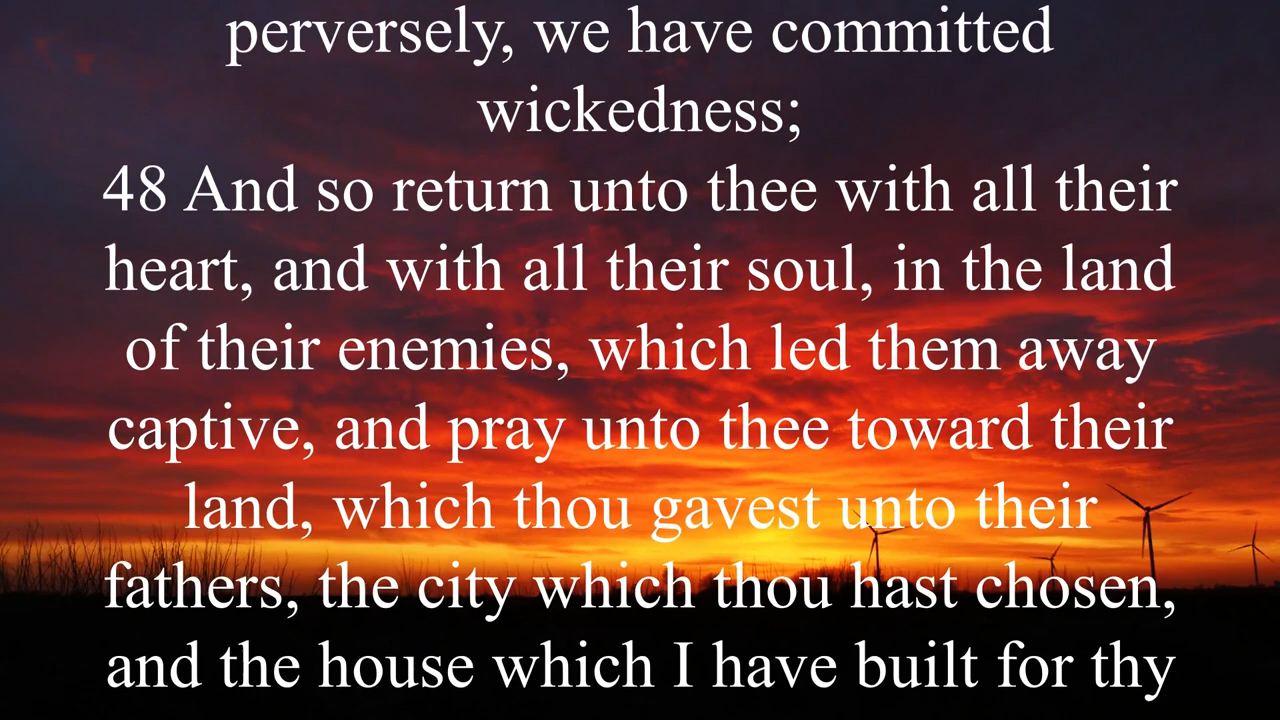 perversely, we have committed
wickedness;
48 And so return unto thee with all their
heart, and with all their soul, in the land
of their enemies, which led them away
captive, and pray unto thee toward their
land, which thou gavest unto their
fathers, the city which thou hast chosen,
and the house which I have built for thy